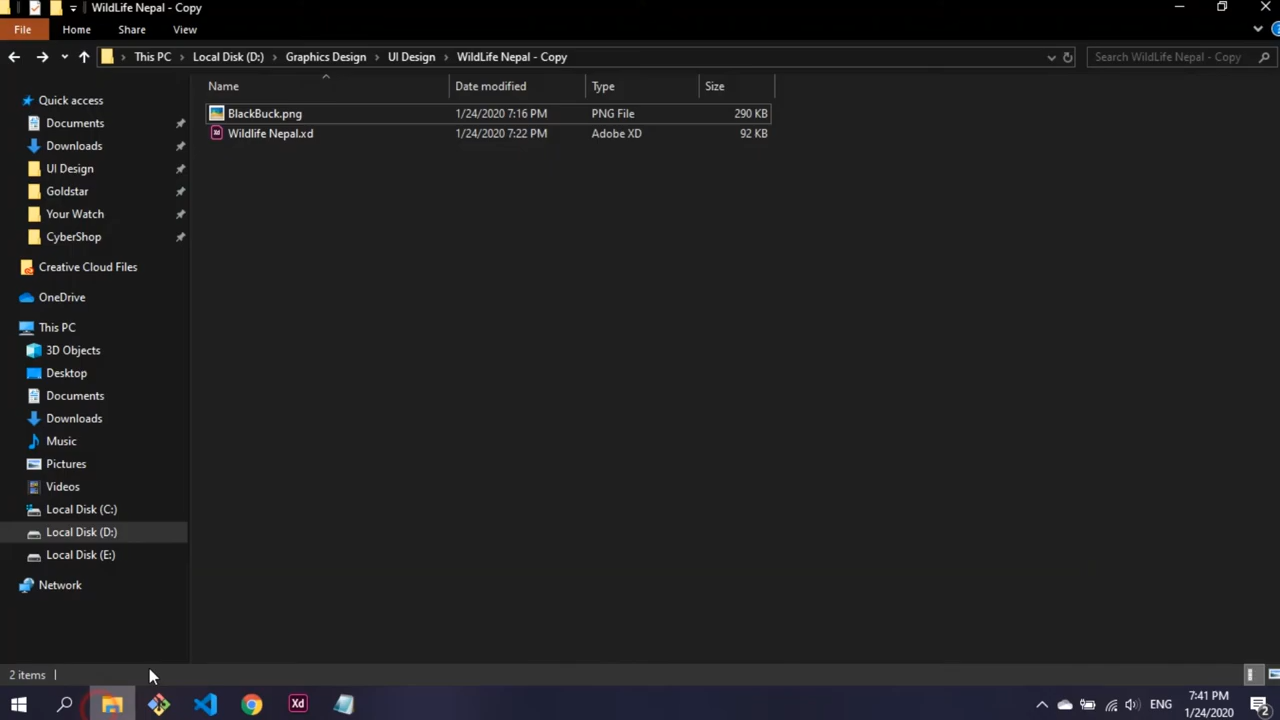 WildLife Nepal - Copy
File Home Share View
This PC Local Disk (D:) Graphics Design UI Design WildLife Nepal - Copy Search WildLife Nepal - Copy
Name Date modified Type Size
BlackBuck.png 1/24/2020 7:16 PM PNG File 290 KB
Wildlife Nepal.xd 1/24/2020 7:22 PM Adobe XD 92 KB
Quick access
Documents
Downloads
UI Design
Goldstar
Your Watch
CyberShop
Creative Cloud Files
OneDrive
This PC
3D Objects
Desktop
Documents
Downloads
Music
Pictures
Videos
Local Disk (C:)
Local Disk (D:)
Local Disk (E:)
Network
2 items
Xd
ENG
7:41 PM
1/24/2020
2